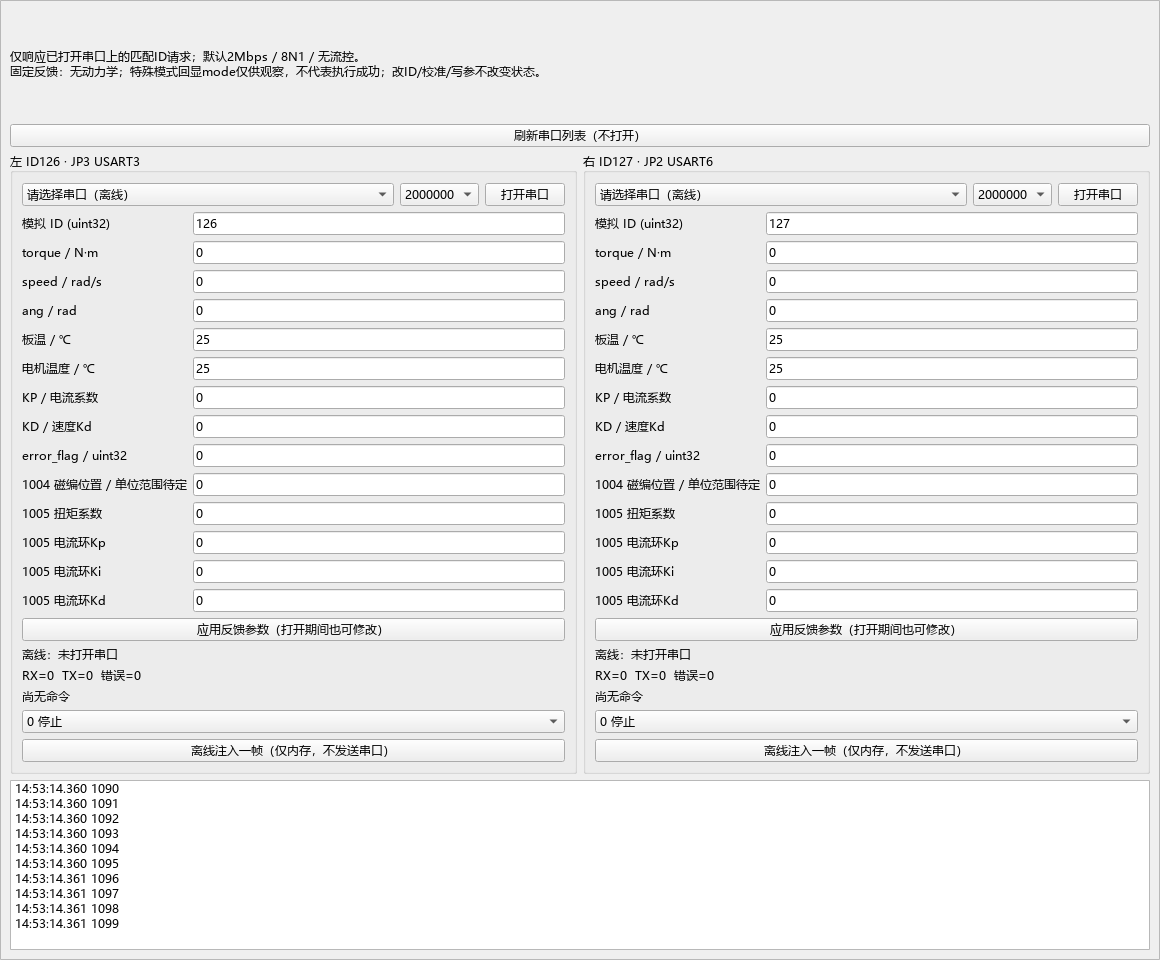 仅响应已打开串口上的匹配ID请求；默认2Mbps / 8N1 / 无流控。
固定反馈：无动力学；特殊模式回显mode仅供观察，不代表执行成功；改ID/校准/写参不改变状态。
刷新串口列表（不打开）
左 ID126 · JP3 USART3
请选择串口（离线）
2000000
打开串口
模拟 ID (uint32)
126
torque / N·m
0
speed / rad/s
0
ang / rad
0
板温 / ℃
25
电机温度 / ℃
25
KP / 电流系数
0
KD / 速度Kd
0
error_flag / uint32
0
1004 磁编位置 / 单位范围待定
0
1005 扭矩系数
0
1005 电流环Kp
0
1005 电流环Ki
0
1005 电流环Kd
0
应用反馈参数（打开期间也可修改）
离线：未打开串口
RX=0 TX=0 错误=0
尚无命令
0 停止
离线注入一帧（仅内存，不发送串口）
右 ID127 · JP2 USART6
请选择串口（离线）
2000000
打开串口
模拟 ID (uint32)
127
torque / N·m
0
speed / rad/s
0
ang / rad
0
板温 / ℃
25
电机温度 / ℃
25
KP / 电流系数
0
KD / 速度Kd
0
error_flag / uint32
0
1004 磁编位置 / 单位范围待定
0
1005 扭矩系数
0
1005 电流环Kp
0
1005 电流环Ki
0
1005 电流环Kd
0
应用反馈参数（打开期间也可修改）
离线：未打开串口
RX=0 TX=0 错误=0
尚无命令
0 停止
离线注入一帧（仅内存，不发送串口）
14:53:14.360 1090
14:53:14.360 1091
14:53:14.360 1092
14:53:14.360 1093
14:53:14.360 1094
14:53:14.360 1095
14:53:14.361 1096
14:53:14.361 1097
14:53:14.361 1098
14:53:14.361 1099